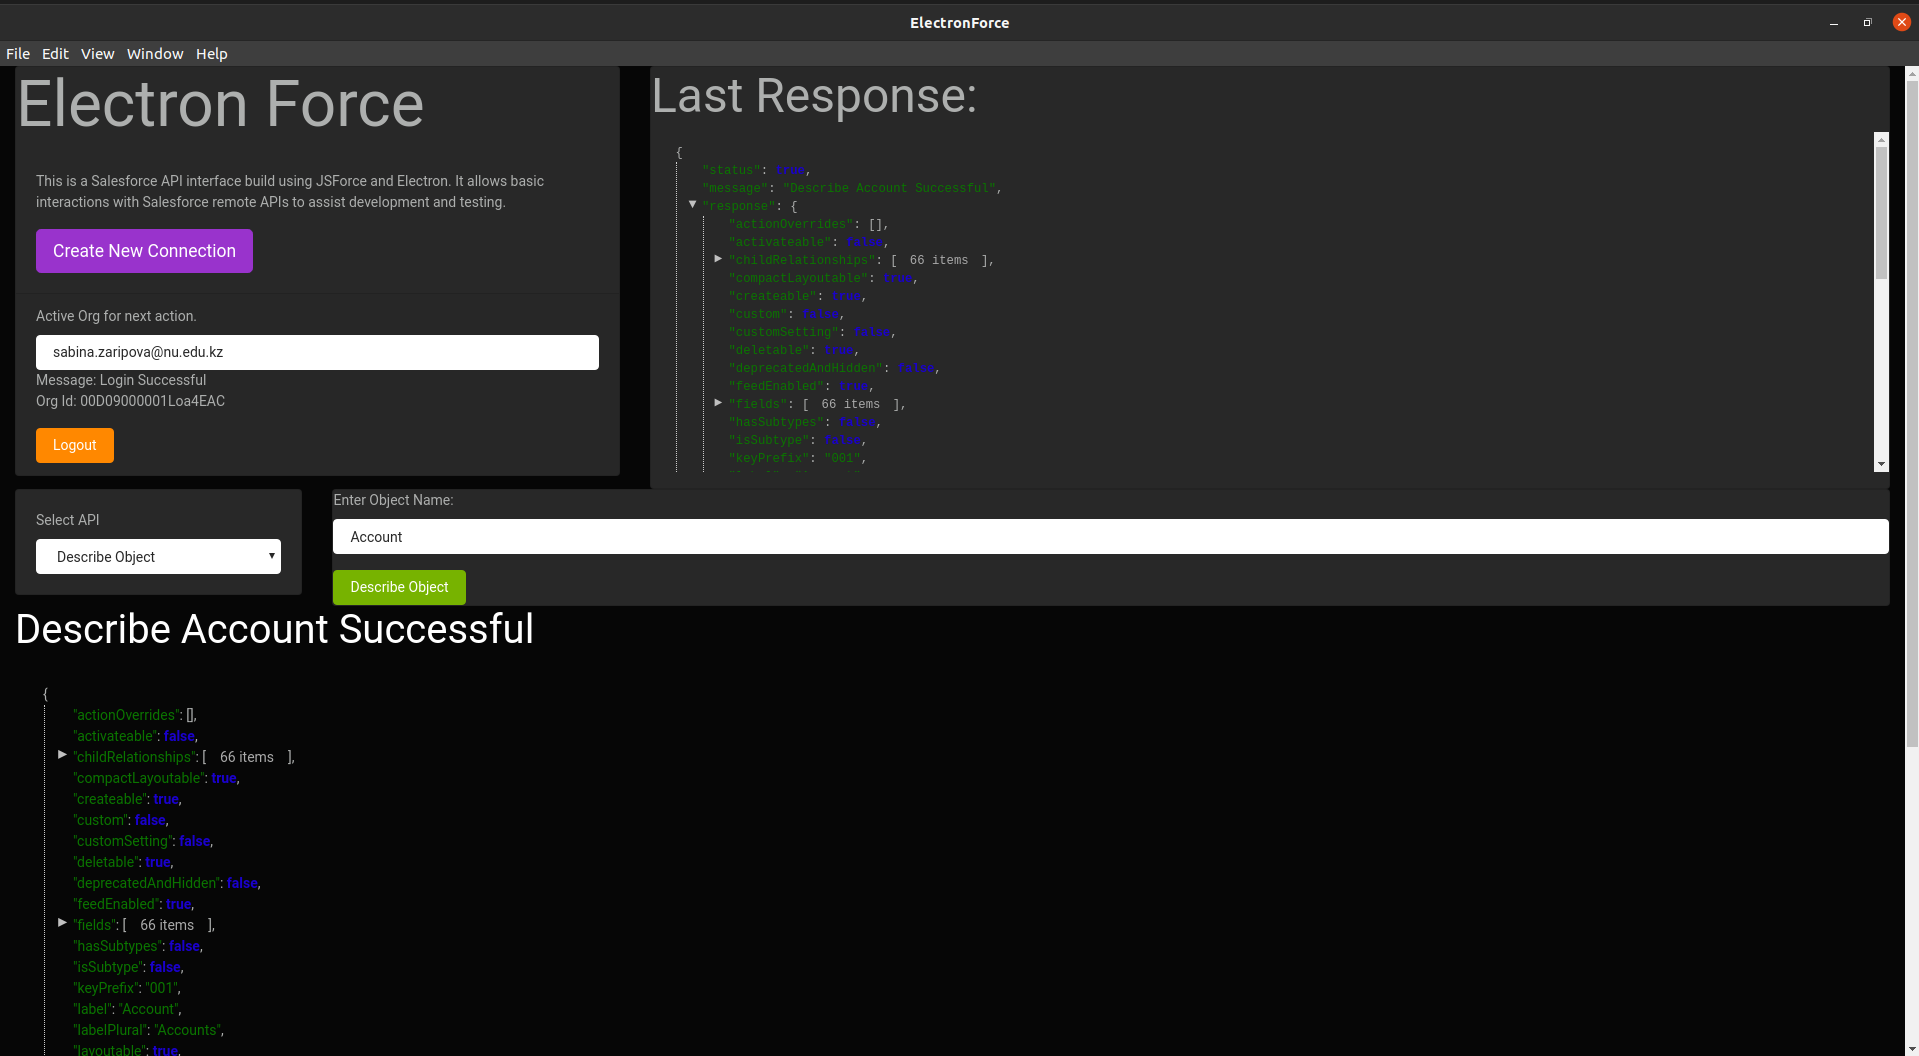 ElectronForce
File Edit View Window Help
Electron Force
This is a Salesforce API interface build using JSForce and Electron. It allows basic
interactions with Salesforce remote APIs to assist development and testing.
Create New Connection
Active Org for next action.
sabina.zaripova@nu.edu.kz
Message: Login Successful
Org Id: 00D09000001Loa4EAC
Logout
Last Response:
{
"status": true,
"message": "Describe Account Successful",
▼ "response": {
"actionOverrides": [],
"activateable": false,
▶ "childRelationships": [ 66 items ],
"compactLayoutable": true,
"createable": true,
"custom": false,
"customSetting": false,
"deletable": true,
"deprecatedAndHidden": false,
"feedEnabled": true,
▶ "fields": [ 66 items ],
"hasSubtypes": false,
"isSubtype": false,
"keyPrefix": "001",
Select API
Describe Object
Enter Object Name:
Account
Describe Object
Describe Account Successful
{
"actionOverrides": [],
"activateable": false,
▶ "childRelationships": [ 66 items ],
"compactLayoutable": true,
"createable": true,
"custom": false,
"customSetting": false,
"deletable": true,
"deprecatedAndHidden": false,
"feedEnabled": true,
▶ "fields": [ 66 items ],
"hasSubtypes": false,
"isSubtype": false,
"keyPrefix": "001",
"label": "Account",
"labelPlural": "Accounts",
"layoutable": true,